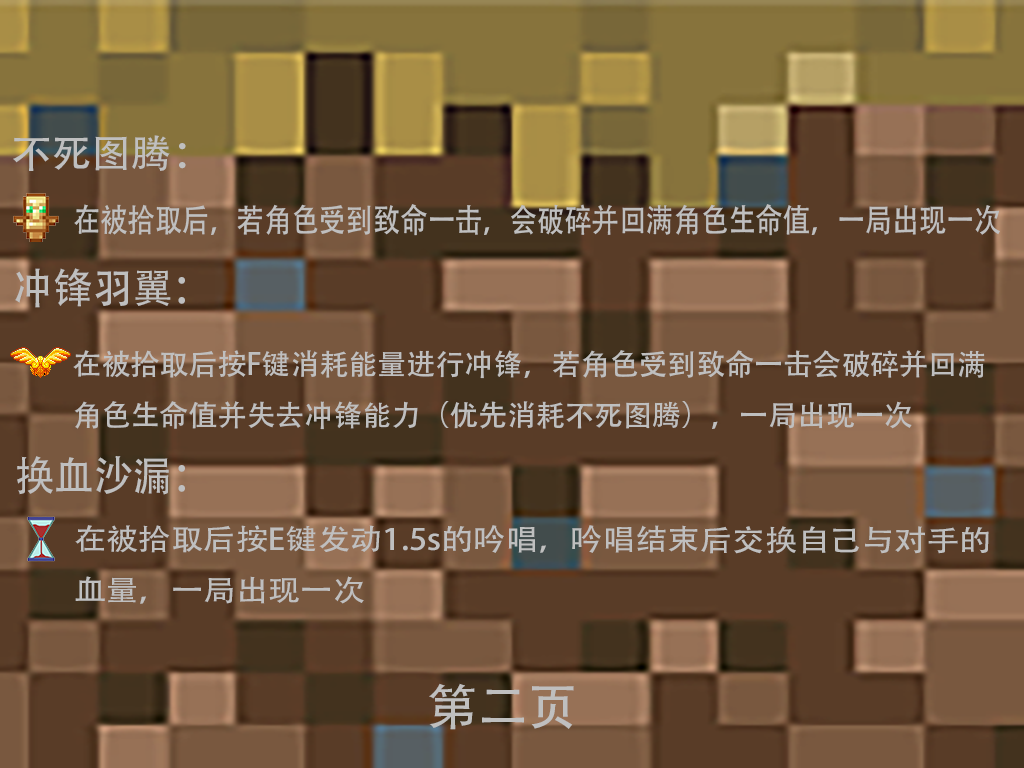 不死图腾：
在被拾取后，若角色受到致命一击，会破碎并回满角色生命值，一局出现一次
冲锋羽翼：
在被拾取后按F键消耗能量进行冲锋，若角色受到致命一击会破碎并回满
角色生命值并失去冲锋能力（优先消耗不死图腾），一局出现一次
换血沙漏：
在被拾取后按E键发动1.5s的吟唱，吟唱结束后交换自己与对手的
血量，一局出现一次
第二页